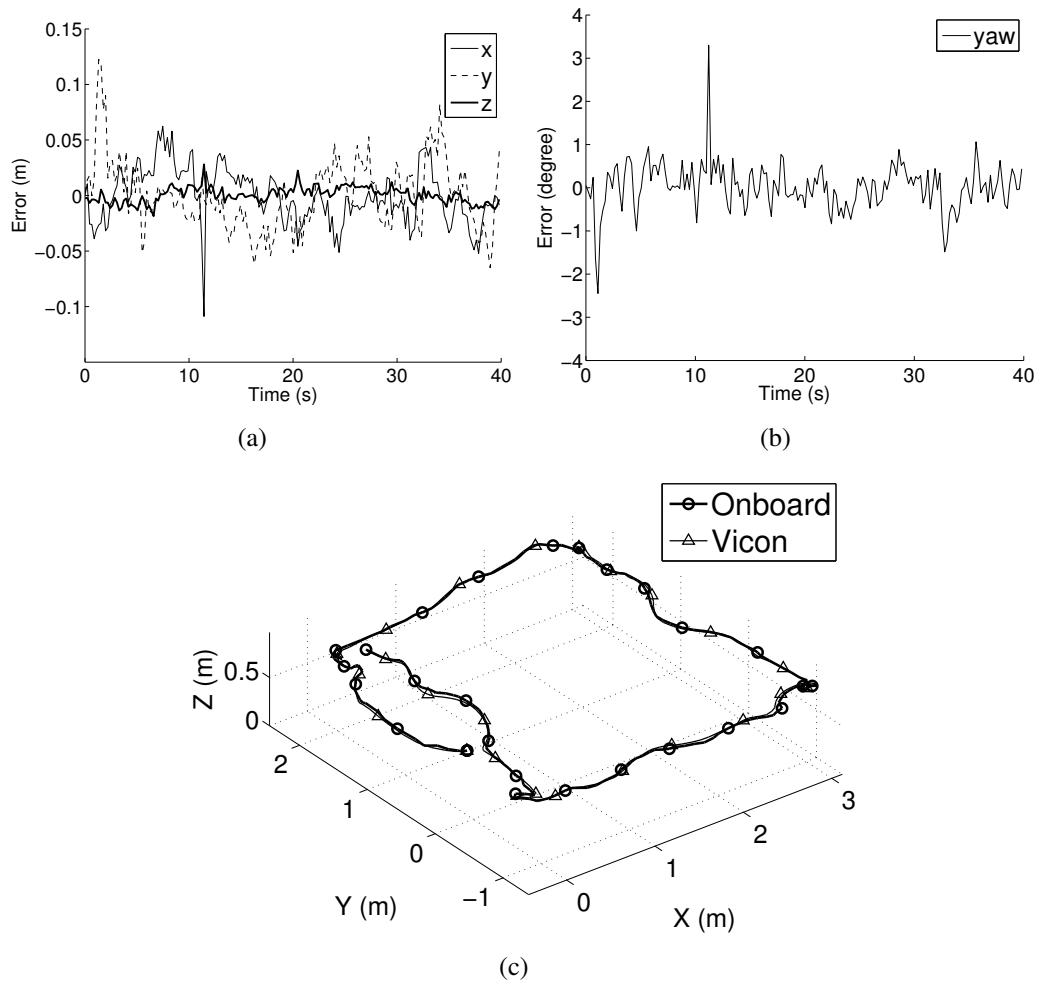 0.15
0.1
0.05
0
−0.05
−0.1
Error (m)
0 10 20 30 40
Time (s)
x
y
z
(a)
4
3
2
1
0
−1
−2
−3
−4
Error (degree)
0 10 20 30 40
Time (s)
yaw
(b)
Onboard
Vicon
0.5
0
Z (m)
2
1
0
−1
Y (m)
0
1
2
3
X (m)
(c)